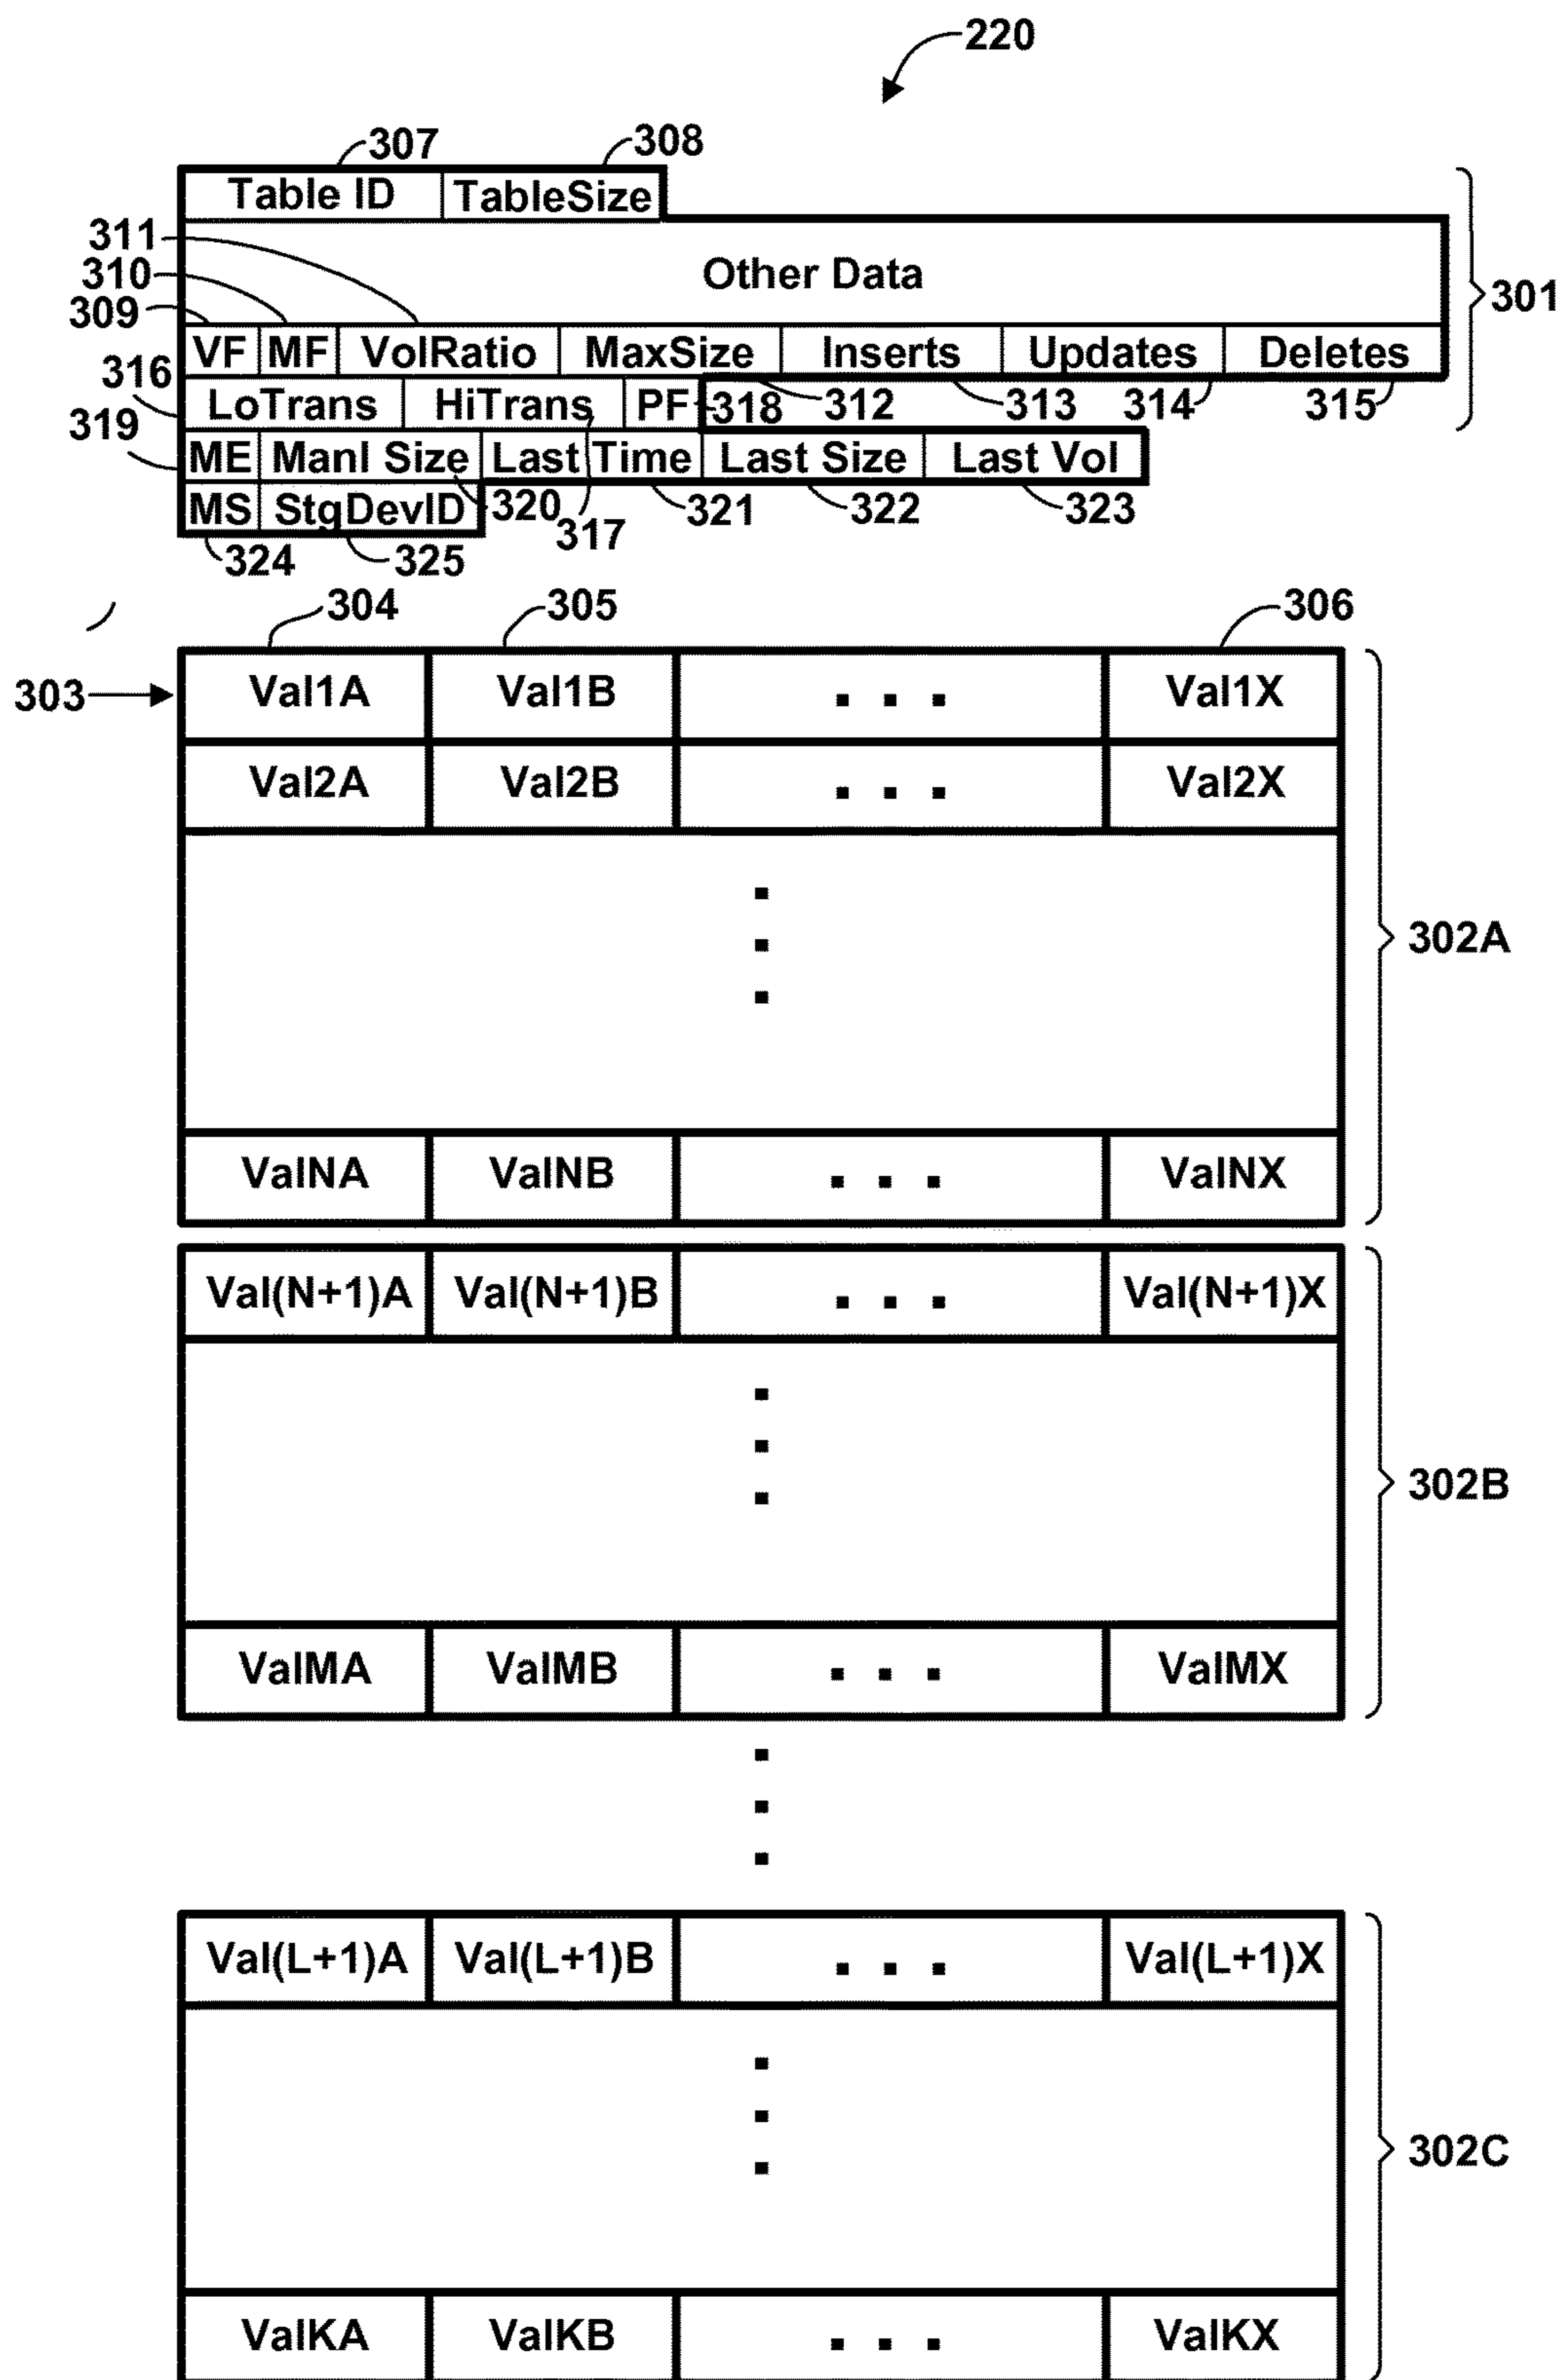 220
307 308
Table ID TableSize
311
Other Data
310
301
309
VF MF VolRatio MaxSize Inserts Updates Deletes
316
LoTrans HiTrans PF 318 312 313 314 315
319
ME Manl Size Last Time Last Size Last Vol
MS StgDevID 320 317 321 322 323
324 325
304 305 306
303 Val1A Val1B . . . Val1X
Val2A Val2B . . . Val2X
302A
ValNA ValNB . . . ValNX
Val(N+1)A Val(N+1)B . . . Val(N+1)X
302B
ValMA ValMB . . . ValMX
Val(L+1)A Val(L+1)B . . . Val(L+1)X
302C
ValKA ValKB . . . ValKX